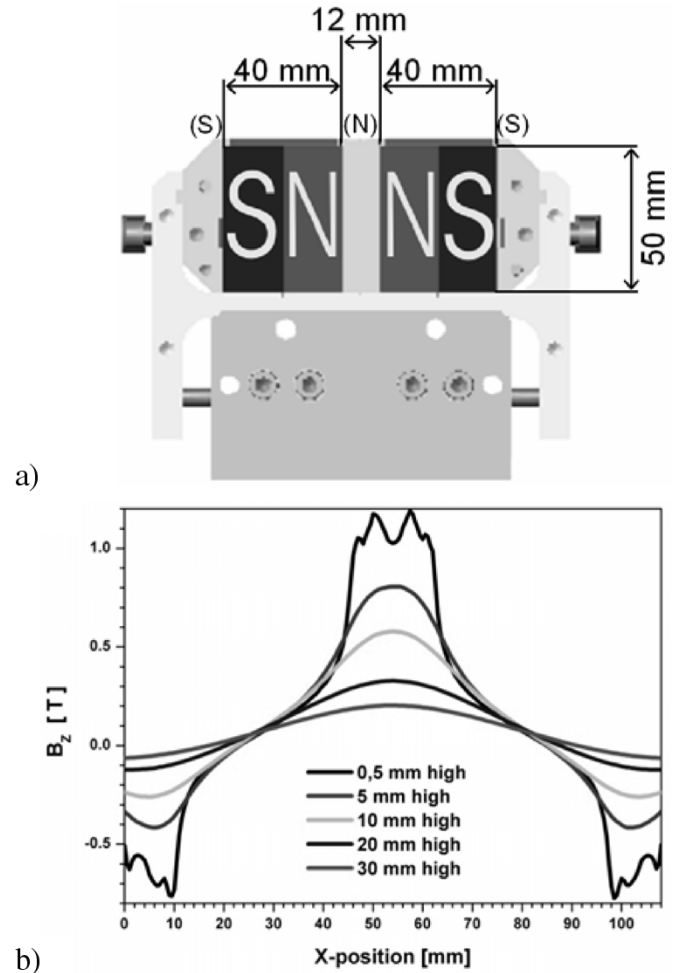 12 mm
40 mm 40 mm
(S) (N) (S)
S N N S
50 mm
a)
1.0
0.5
0.0
-0.5
B_Z [T]
0,5 mm high
5 mm high
10 mm high
20 mm high
30 mm high
0 10 20 30 40 50 60 70 80 90 100
X-position [mm]
b)